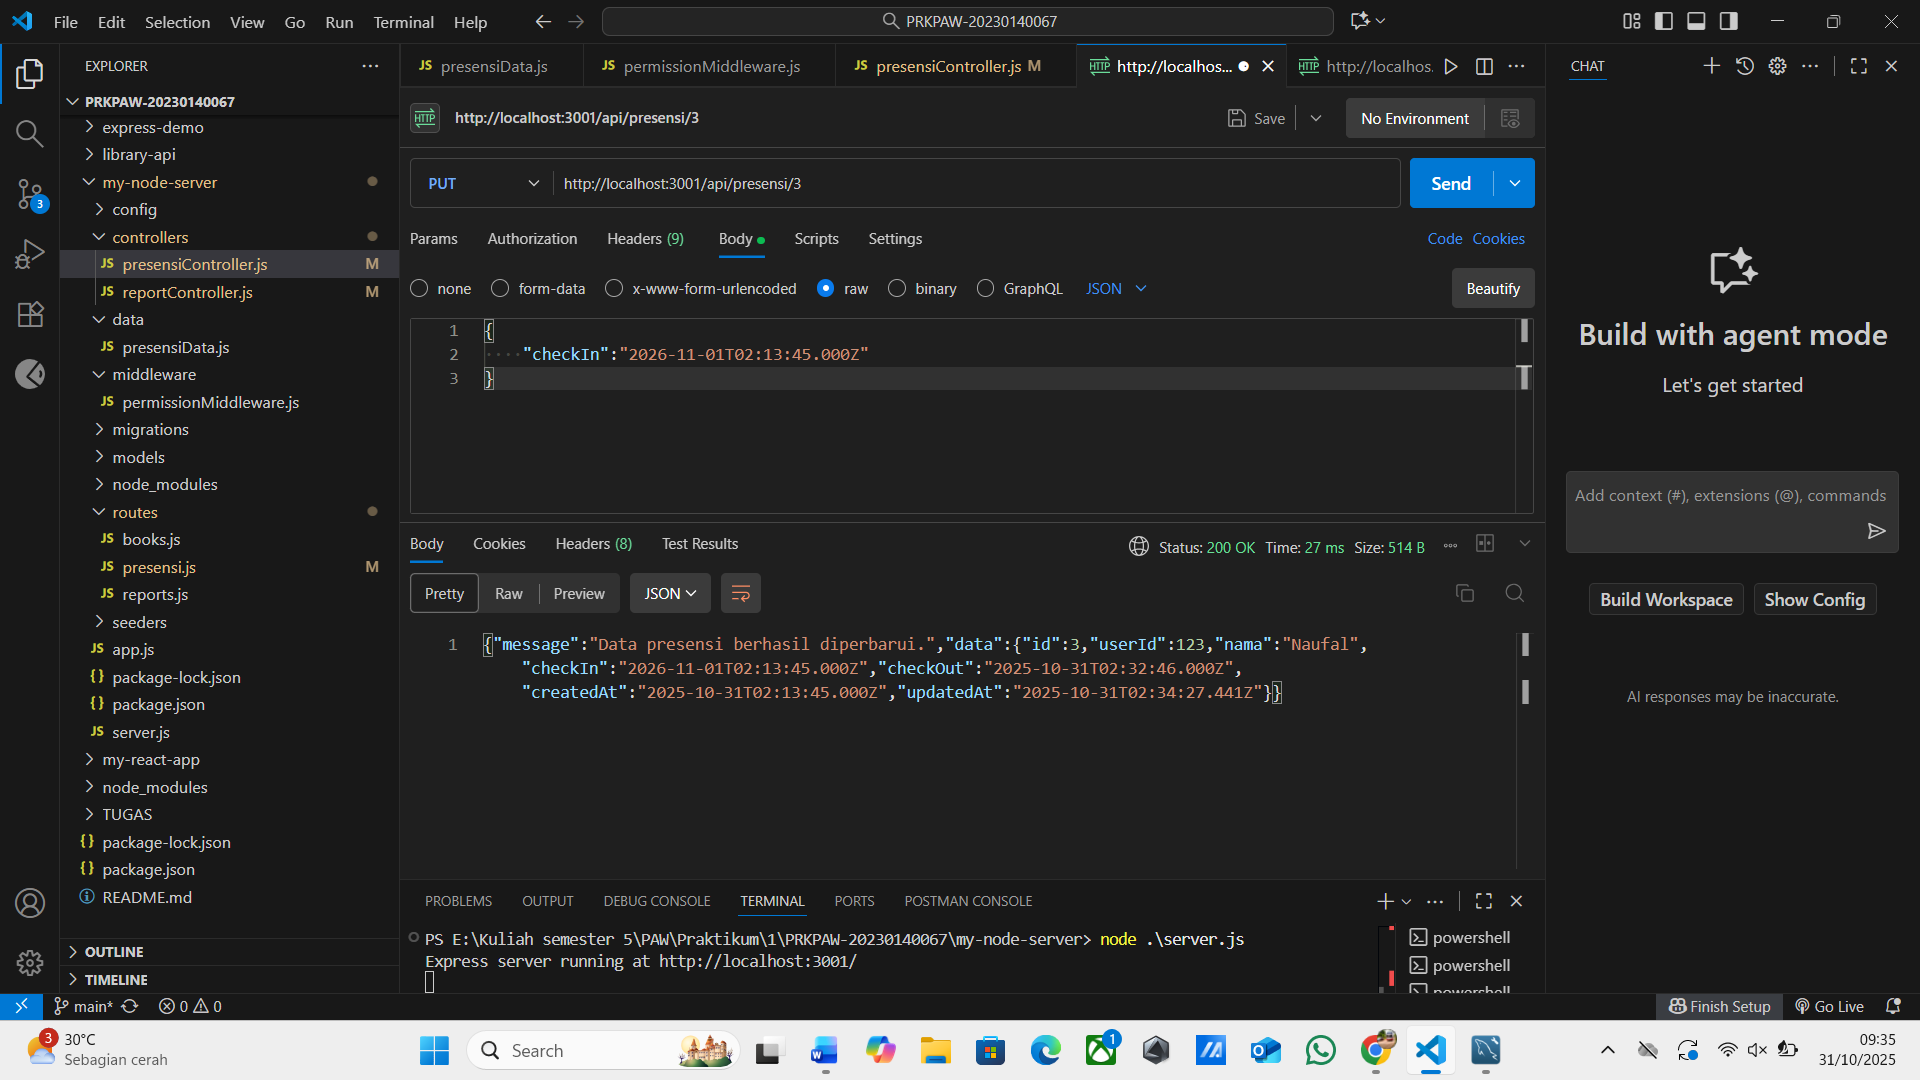 File Edit Selection View Go Run Terminal Help
PRKPAW-20230140067
EXPLORER
PRKPAW-20230140067
express-demo
library-api
my-node-server
config
controllers
presensiController.js M
reportController.js M
data
presensiData.js
middleware
permissionMiddleware.js
migrations
models
node_modules
routes
books.js
presensi.js M
reports.js
seeders
app.js
package-lock.json
package.json
server.js
my-react-app
node_modules
TUGAS
package-lock.json
package.json
README.md
OUTLINE
TIMELINE
3
JS presensiData.js
JS permissionMiddleware.js
JS presensiController.js M
HTTP http://localhos...
HTTP http://localhos.
HTTP http://localhost:3001/api/presensi/3
Save
No Environment
PUT http://localhost:3001/api/presensi/3
Send
Params Authorization Headers (9) Body Scripts Settings
Code Cookies
none form-data x-www-form-urlencoded raw binary GraphQL JSON
Beautify
1 {
2 ····"checkIn":"2026-11-01T02:13:45.000Z"
3 }
Body Cookies Headers (8) Test Results
Status: 200 OK Time: 27 ms Size: 514 B
Pretty Raw Preview JSON
1 {"message":"Data presensi berhasil diperbarui.","data":{"id":3,"userId":123,"nama":"Naufal",
"checkIn":"2026-11-01T02:13:45.000Z","checkOut":"2025-10-31T02:32:46.000Z",
"createdAt":"2025-10-31T02:13:45.000Z","updatedAt":"2025-10-31T02:34:27.441Z"}}
PROBLEMS OUTPUT DEBUG CONSOLE TERMINAL PORTS POSTMAN CONSOLE
PS E:\Kuliah semester 5\PAW\Praktikum\1\PRKPAW-20230140067\my-node-server> node .\server.js
Express server running at http://localhost:3001/
powershell
powershell
powershell
CHAT
Build with agent mode
Let's get started
Add context (#), extensions (@), commands
Build Workspace Show Config
AI responses may be inaccurate.
main* 0 0
Finish Setup Go Live
3
30°C
Sebagian cerah
Search
1
09:35
31/10/2025